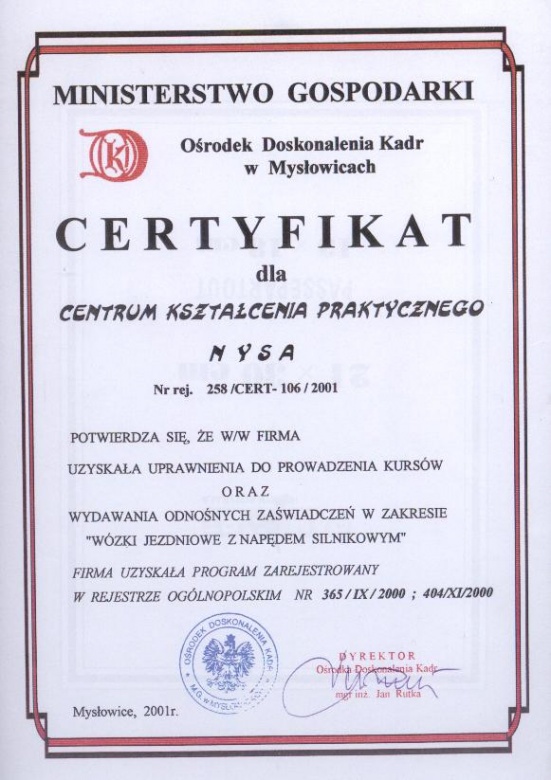 MINISTERSTWO GOSPODARKI
Ośrodek Doskonalenia Kadr
w Mysłowicach
CERTYFIKAT
dla
CENTRUM KSZTAŁCENIA PRAKTYCZNEGO
NYSA
Nr rej. 258 /CERT- 106 / 2001
POTWIERDZA SIĘ, ŻE W/W FIRMA
UZYSKAŁA UPRAWNIENIA DO PROWADZENIA KURSÓW
ORAZ
WYDAWANIA ODNOŚNYCH ZAŚWIADCZEŃ W ZAKRESIE
"WÓZKI JEZDNIOWE Z NAPĘDEM SILNIKOWYM"
FIRMA UZYSKAŁA PROGRAM ZAREJESTROWANY
W REJESTRZE OGÓLNOPOLSKIM NR 365 / IX / 2000 ; 404/XI/2000
OŚRODEK DOSKONALENIA KADR
DYREKTOR
Ośrodka Doskonalenia Kadr
mgr inż. Jan Rutka
Mysłowice, 2001r.